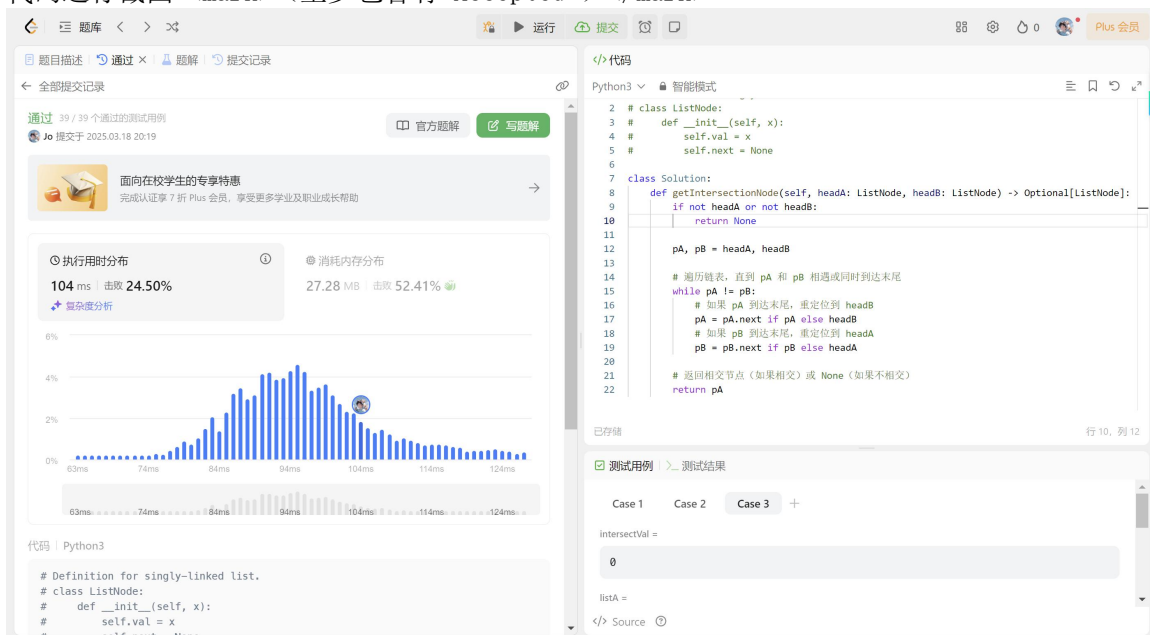 题库
运行
提交
0
Plus 会员
题目描述
通过
题解
提交记录
全部提交记录
通过 39 / 39 个通过的测试用例
Jo 提交于 2025.03.18 20:19
官方题解
写题解
面向在校学生的专享特惠
完成认证享 7 折 Plus 会员，享受更多学业及职业成长帮助
执行用时分布
104 ms 击败 24.50%
复杂度分析
消耗内存分布
27.28 MB 击败 52.41%
6%
4%
2%
0%
63ms 74ms 84ms 94ms 104ms 114ms 124ms
63ms 74ms 84ms 94ms 104ms 114ms 124ms
代码 Python3
# Definition for singly-linked list.
# class ListNode:
#     def __init__(self, x):
#         self.val = x
</> 代码
Python3 智能模式
2 # class ListNode:
3 #     def __init__(self, x):
4 #         self.val = x
5 #         self.next = None
6
7 class Solution:
8     def getIntersectionNode(self, headA: ListNode, headB: ListNode) -> Optional[ListNode]:
9         if not headA or not headB:
10             return None
11
12         pA, pB = headA, headB
13
14         # 遍历链表，直到 pA 和 pB 相遇或同时到达末尾
15         while pA != pB:
16             # 如果 pA 到达末尾，重定位到 headB
17             pA = pA.next if pA else headB
18             # 如果 pB 到达末尾，重定位到 headA
19             pB = pB.next if pB else headA
20
21         # 返回相交节点（如果相交）或 None（如果不相交）
22         return pA
已存储
行 10, 列 12
测试用例
>_ 测试结果
Case 1 Case 2 Case 3 +
intersectVal =
0
listA =
</> Source